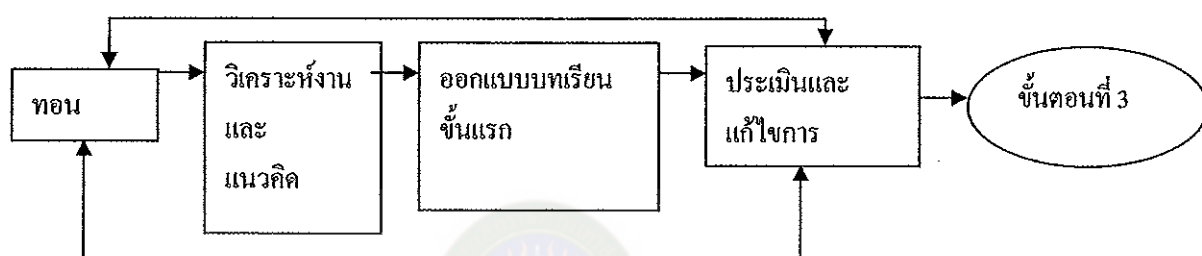 ทอน
วิเคราะห์งาน
และ
แนวคิด
ออกแบบบทเรียน
ขั้นแรก
ประเมินและ
แก้ไขการ
ขั้นตอนที่ 3